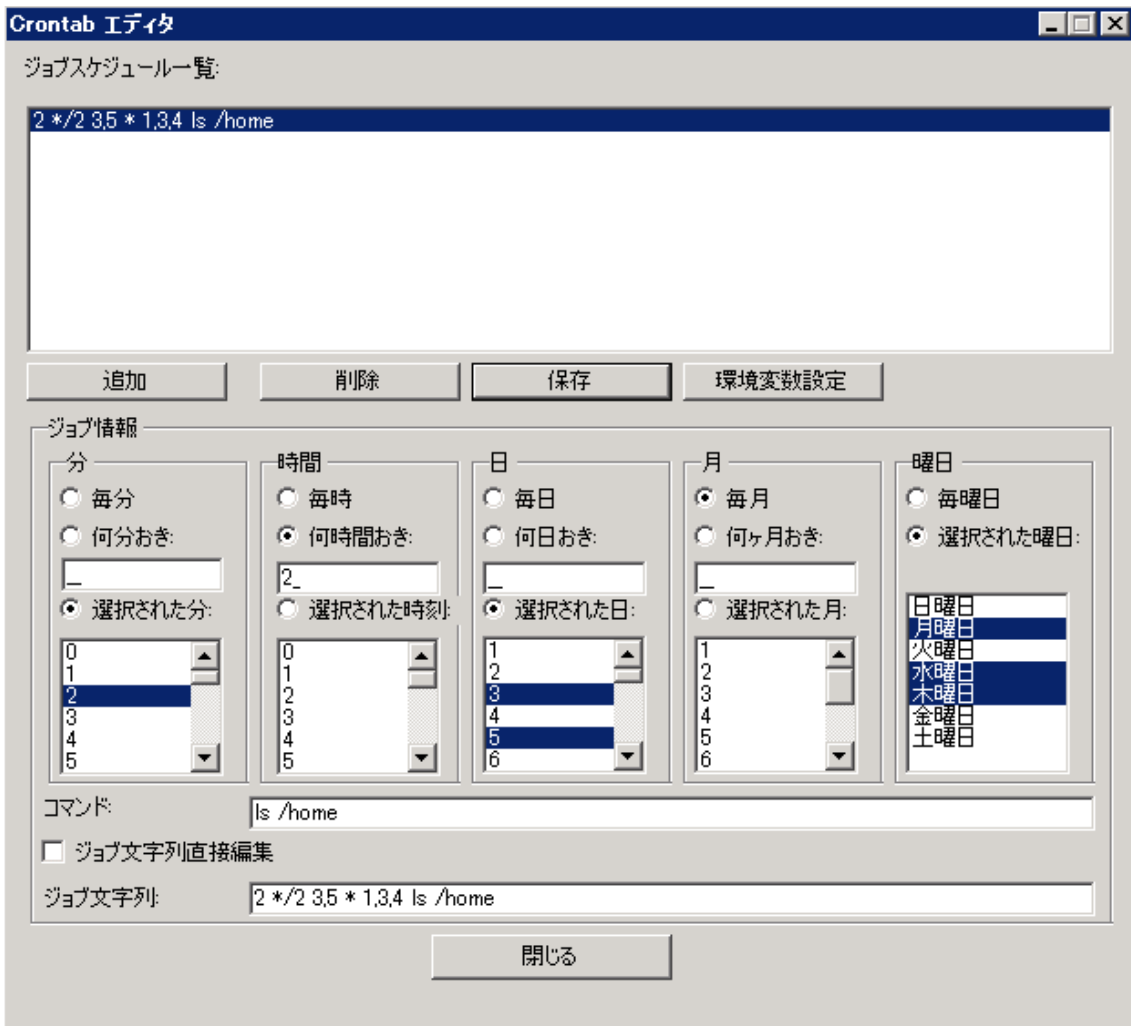 Crontab エディタ
ジョブスケジュール一覧:
2 */2 3,5 * 1,3,4 ls /home
追加 削除 保存 環境変数設定
ジョブ情報
分 時間 日 月 曜日
毎分 毎時 毎日 毎月 毎曜日
何分おき: 何時間おき: 何日おき: 何ヶ月おき: 選択された曜日:
__ 2_ __ __
選択された分: 選択された時刻: 選択された日: 選択された月:
0 0 1 1 日曜日
1 1 2 2 月曜日
2 2 3 3 火曜日
3 3 4 4 水曜日
4 4 5 5 木曜日
5 5 6 6 金曜日
土曜日
コマンド: ls /home
ジョブ文字列直接編集
ジョブ文字列: 2 */2 3,5 * 1,3,4 ls /home
閉じる